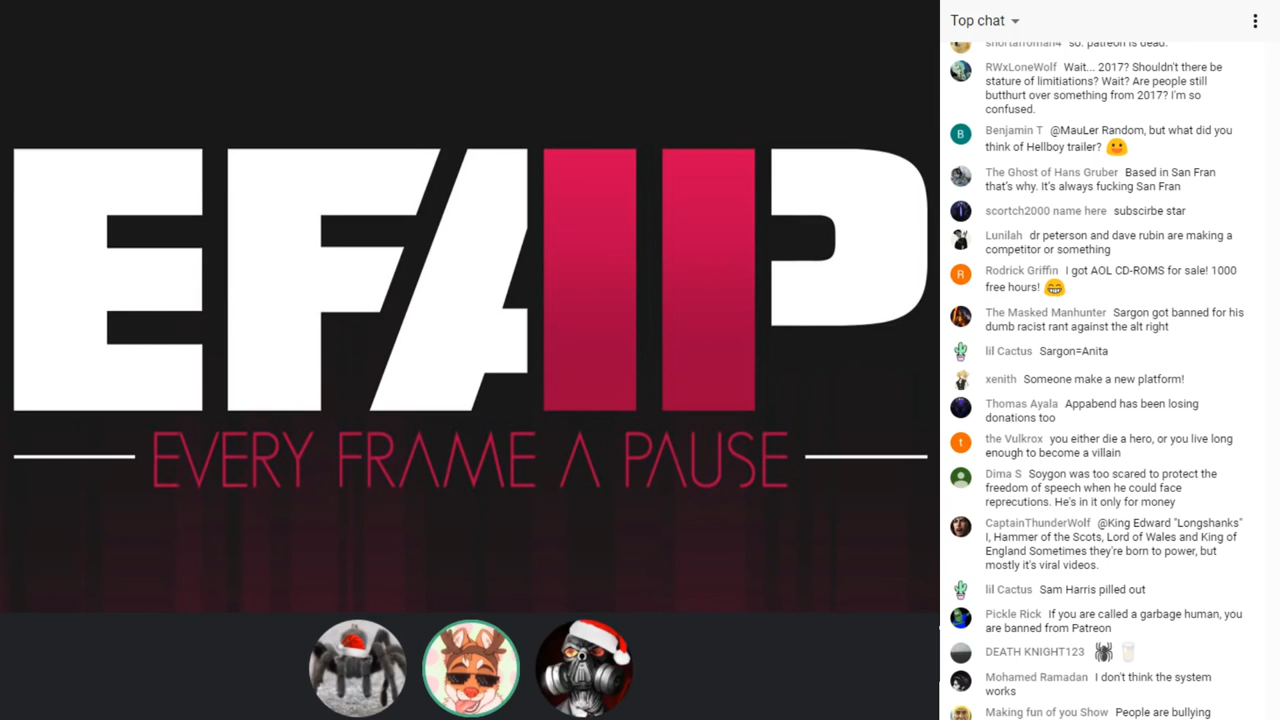 EFAP
EVERY FRAME A PAUSE
Top chat
shortafroman4 so. patreon is dead.
RWxLoneWolf Wait... 2017? Shouldn't there be
stature of limitiations? Wait? Are people still
butthurt over something from 2017? I'm so
confused.
Benjamin T @MauLer Random, but what did you
think of Hellboy trailer?
The Ghost of Hans Gruber Based in San Fran
that's why. It's always fucking San Fran
scortch2000 name here subscirbe star
Lunilah dr peterson and dave rubin are making a
competitor or something
R
Rodrick Griffin I got AOL CD-ROMS for sale! 1000
free hours!
The Masked Manhunter Sargon got banned for his
dumb racist rant against the alt right
lil Cactus Sargon=Anita
xenith Someone make a new platform!
Thomas Ayala Appabend has been losing
donations too
t
the Vulkrox you either die a hero, or you live long
enough to become a villain
Dima S Soygon was too scared to protect the
freedom of speech when he could face
reprecutions. He's in it only for money
CaptainThunderWolf @King Edward "Longshanks"
I, Hammer of the Scots, Lord of Wales and King of
England Sometimes they're born to power, but
mostly it's viral videos.
lil Cactus Sam Harris pilled out
Pickle Rick If you are called a garbage human, you
are banned from Patreon
DEATH KNIGHT123
Mohamed Ramadan I don't think the system
works
Making fun of you Show People are bullying
B